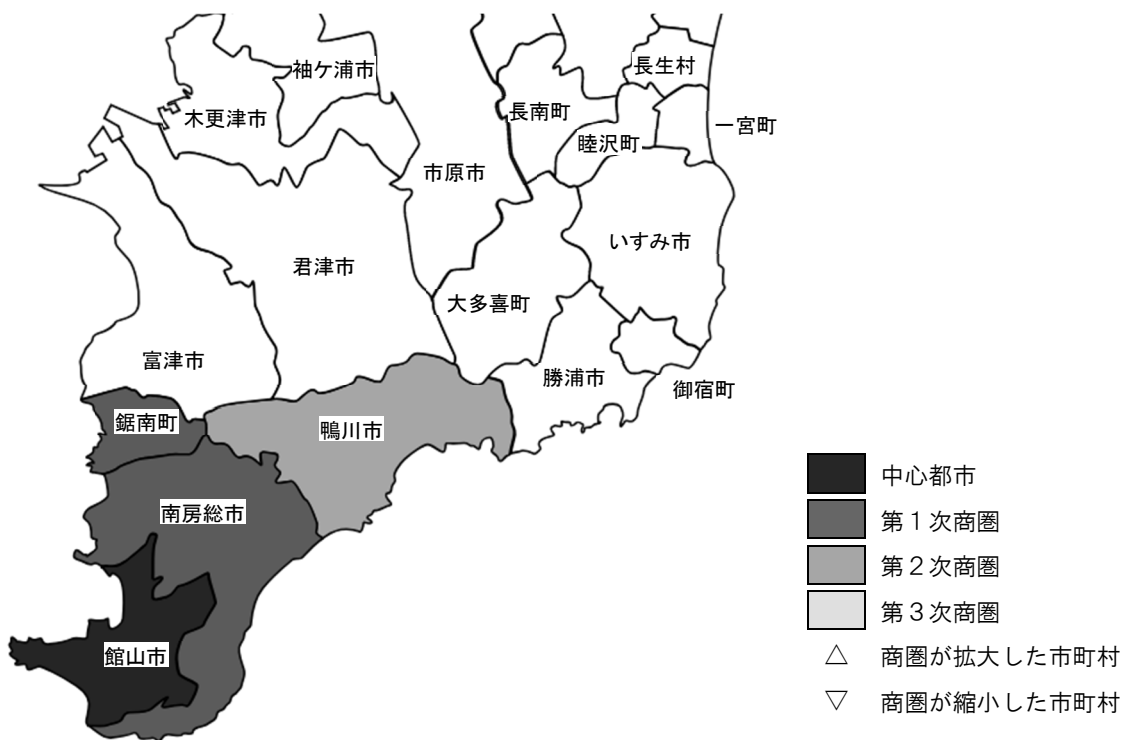 袖ケ浦市
長生村
木更津市
長南町
一宮町
睦沢町
市原市
いすみ市
君津市
大多喜町
富津市
勝浦市
御宿町
鋸南町
鴨川市
南房総市
館山市
中心都市
第1次商圏
第2次商圏
第3次商圏
△ 商圏が拡大した市町村
▽ 商圏が縮小した市町村